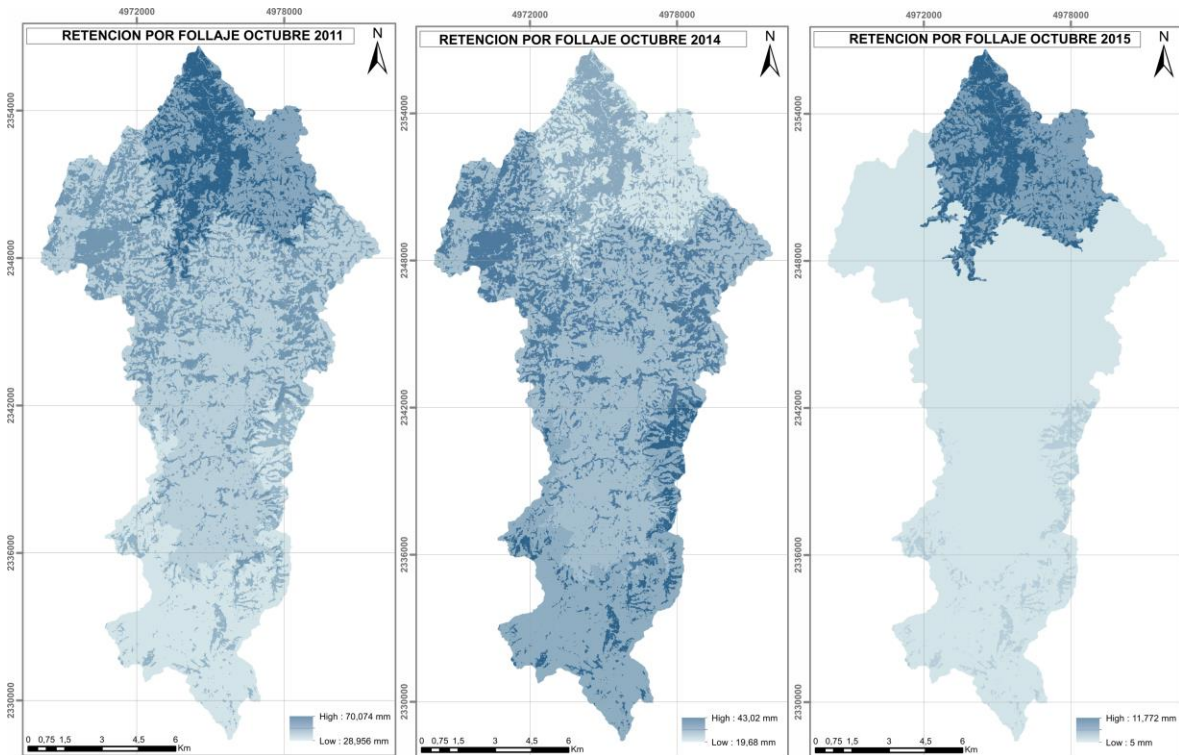 4972000 4978000
RETENCION POR FOLLAJE OCTUBRE 2011
N
2354000
2348000
2342000
2336000
2330000
High : 70,074 mm
Low : 28,956 mm
0 0,75 1,5 3 4,5 6
Km
4972000 4978000
RETENCION POR FOLLAJE OCTUBRE 2014
N
2354000
2348000
2342000
2336000
2330000
High : 43,02 mm
Low : 19,68 mm
0 0,75 1,5 3 4,5 6
Km
4972000 4978000
RETENCION POR FOLLAJE OCTUBRE 2015
N
2354000
2348000
2342000
2336000
2330000
High : 11,772 mm
Low : 5 mm
0 0,75 1,5 3 4,5 6
Km